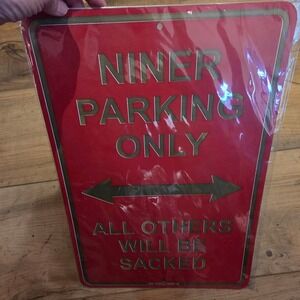 NINER
PARKING
ONLY
ALL OTHERS
WILL BE
SACKED